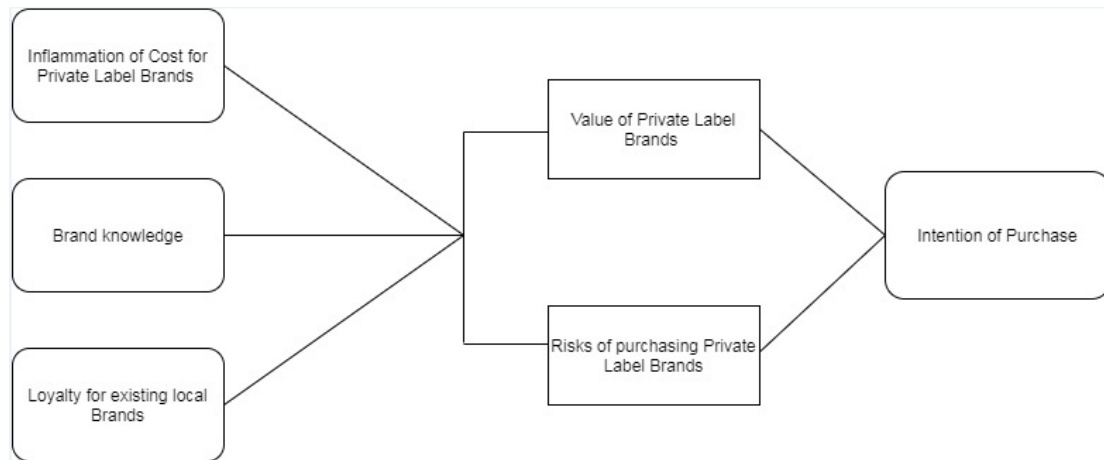 Inflammation of Cost for
Private Label Brands
Brand knowledge
Loyalty for existing local
Brands
Value of Private Label
Brands
Risks of purchasing Private
Label Brands
Intention of Purchase